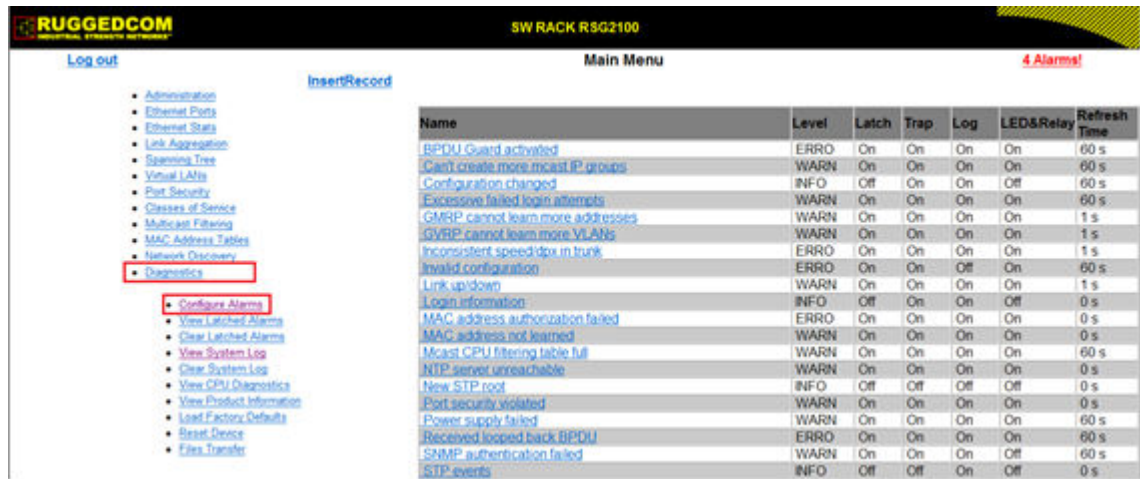 RUGGEDCOM
INDUSTRIAL STRENGTH NETWORKS
SW RACK RSG2100
Log out
Main Menu
4 Alarms!
InsertRecord
Administration
Ethernet Ports
Ethernet Stats
Link Aggregation
Spanning Tree
Virtual LANs
Port Security
Classes of Service
Multicast Filtering
MAC Address Tables
Network Discovery
Diagnostics
Configure Alarms
View Latched Alarms
Clear Latched Alarms
View System Log
Clear System Log
View CPU Diagnostics
View Product Information
Load Factory Defaults
Reset Device
Files Transfer
Name Level Latch Trap Log LED&Relay Refresh Time
BPDU Guard activated ERRO On On On On 60 s
Can't create more mcast IP groups WARN On On On On 60 s
Configuration changed INFO Off On On Off 60 s
Excessive failed login attempts WARN On On On On 60 s
GMRP cannot learn more addresses WARN On On On On 1 s
GVRP cannot learn more VLANs WARN On On On On 1 s
Inconsistent speed/dpx in trunk ERRO On On On On 1 s
Invalid configuration ERRO On On Off On 60 s
Link up/down WARN On On On On 1 s
Login information INFO Off On On Off 0 s
MAC address authorization failed ERRO On On On On 0 s
MAC address not learned WARN On On On On 0 s
Mcast CPU filtering table full WARN On On On On 60 s
NTP server unreachable WARN On On On On 0 s
New STP root INFO Off Off Off Off 0 s
Port security violated WARN On On On On 0 s
Power supply failed WARN On On On Off 60 s
Received looped back BPDU ERRO On On On On 60 s
SNMP authentication failed WARN On On On Off 60 s
STP events INFO Off Off On Off 0 s